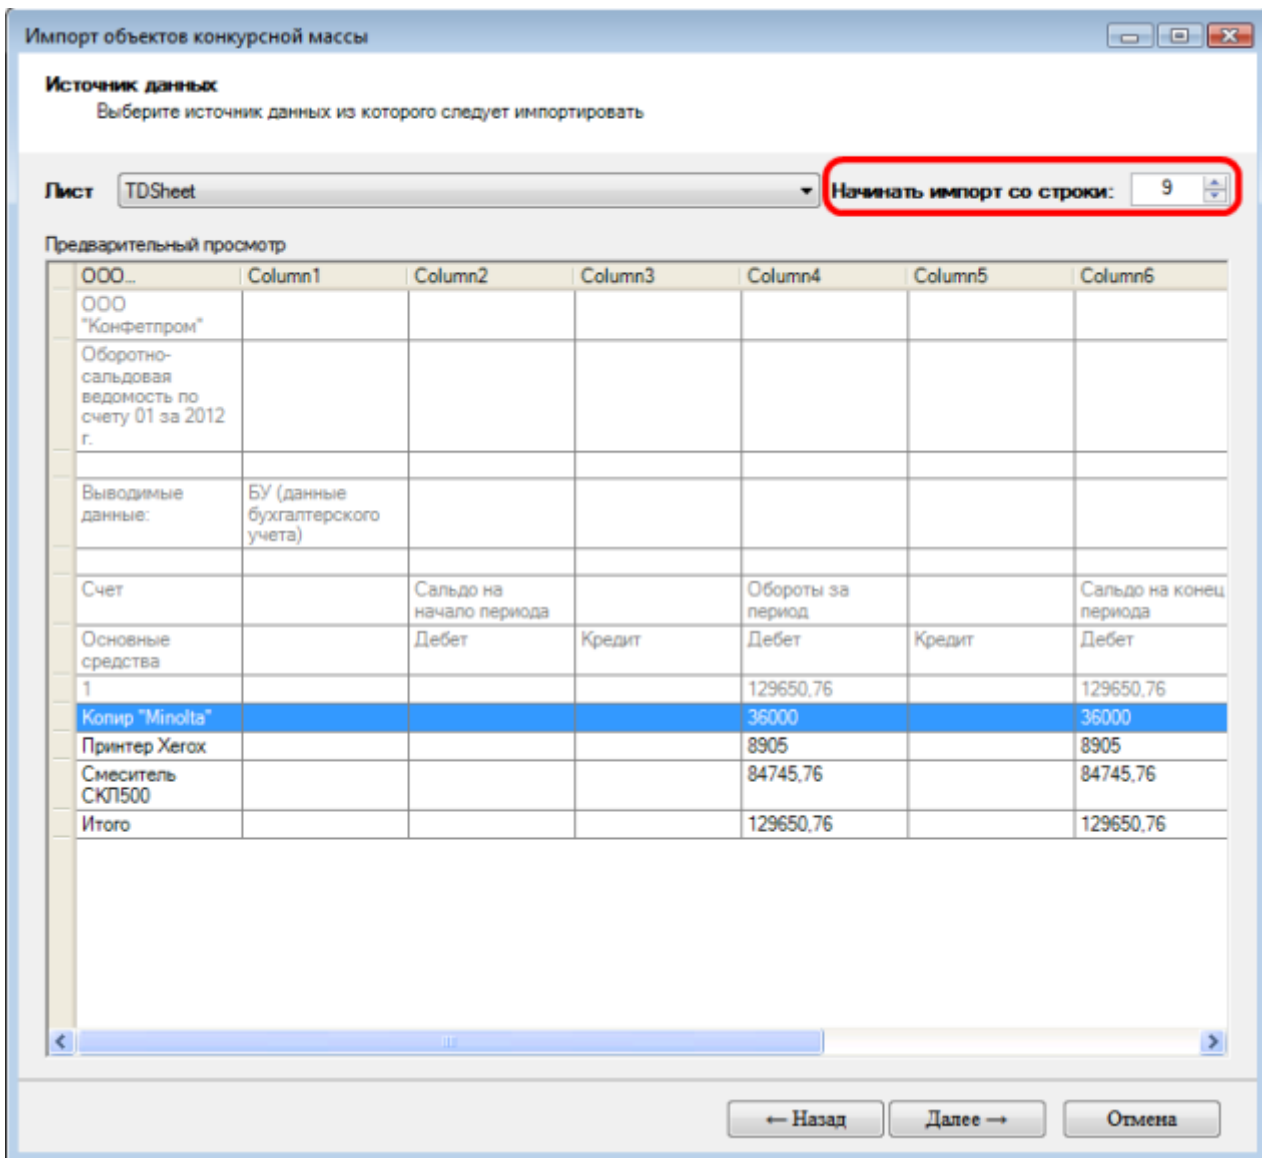 Импорт объектов конкурсной массы
Источник данных
Выберите источник данных из которого следует импортировать
Лист TDSheet Начинать импорт со строки: 9
Предварительный просмотр
ООО... Column1 Column2 Column3 Column4 Column5 Column6
ООО
"Конфетпром"
Оборотно-
сальдовая
ведомость по
счету 01 за 2012
г.
Выводимые БУ (данные
данные: бухгалтерского
учета)
Счет Сальдо на Обороты за Сальдо на конец
начало периода период периода
Основные Дебет Кредит Дебет Кредит Дебет
средства
1 129650,76 129650,76
Копир "Minolta" 36000 36000
Принтер Xerox 8905 8905
Смеситель 84745,76 84745,76
СКЛ500
Итого 129650,76 129650,76
← Назад Далее → Отмена